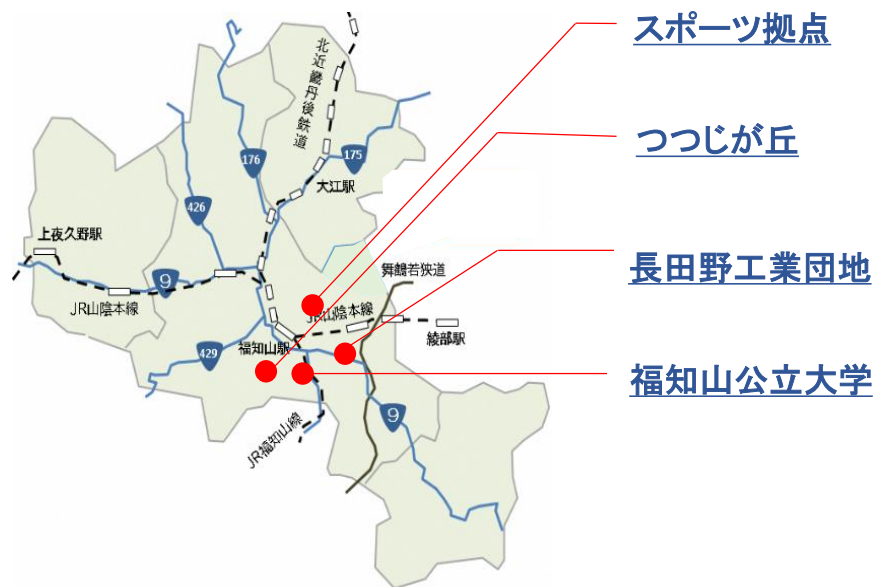 スポーツ拠点
つつじが丘
長田野工業団地
福知山公立大学
北近畿丹後鉄道
176
175
大江駅
426
上夜久野駅
9
舞鶴若狭道
JR山陰本線
JR山陰本線
綾部駅
福知山駅
429
9
JR福知山線